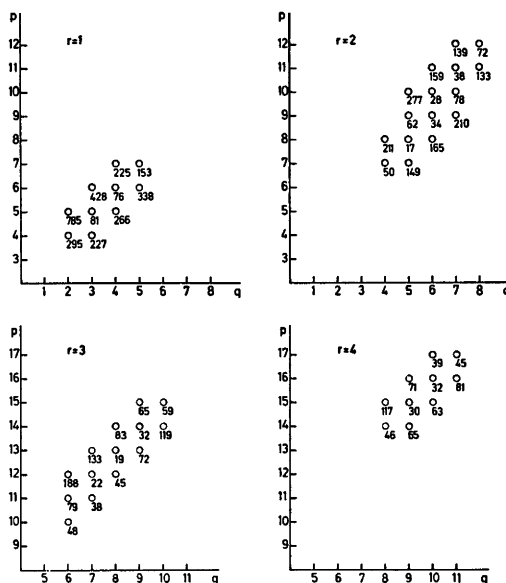 p
r=1
12
11
10
9
8
7
225 153
6
428 76 338
5
785 81 266
4
295 227
3
1 2 3 4 5 6 7 8 q
p
r=2
12
139 72
11
159 38 133
10
277 28 78
9
62 34 210
8
211 17 165
7
50 149
6
5
4
3
1 2 3 4 5 6 7 8 q
p
r=3
17
16
15
65 59
14
83 32 119
13
133 19 72
12
188 22 45
11
79 38
10
48
9
8
5 6 7 8 9 10 11 q
p
r=4
17
39 45
16
71 32 81
15
117 30 63
14
46 65
13
12
11
10
9
8
5 6 7 8 9 10 11 q